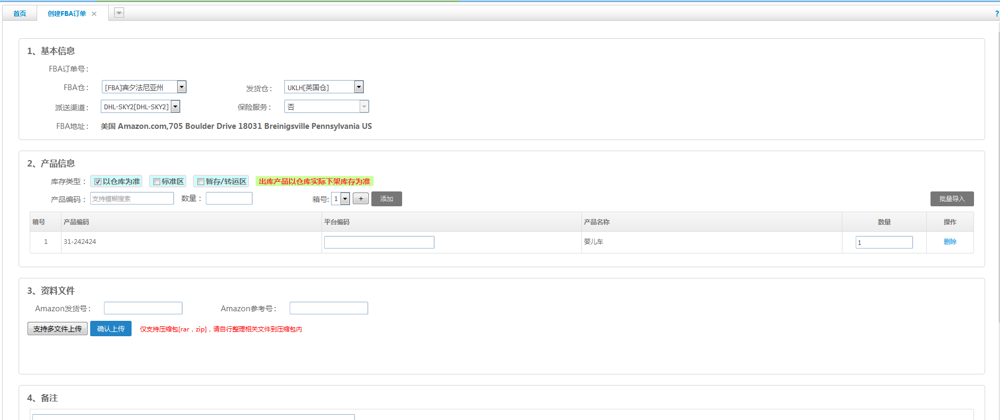 首页 创建FBA订单 ×
?
1、基本信息
FBA订单号：
FBA仓： [FBA]宾夕法尼亚州 发货仓： UKLH[英国仓]
派送渠道： DHL-SKY2[DHL-SKY2] 保险服务： 否
FBA地址： 美国 Amazon.com,705 Boulder Drive 18031 Breinigsville Pennsylvania US
2、产品信息
库存类型： 以仓库为准 标准区 暂存/转运区 出库产品以仓库实际下架库存为准
产品编码： 支持模糊搜索 数量： 箱号: 1 + 添加 批量导入
箱号 产品编码 平台编码 产品名称 数量 操作
1 31-242424 婴儿车 1 删除
3、资料文件
Amazon发货号： Amazon参考号：
支持多文件上传 确认上传 仅支持压缩包[rar，zip]，请自行整理相关文件到压缩包内
4、备注